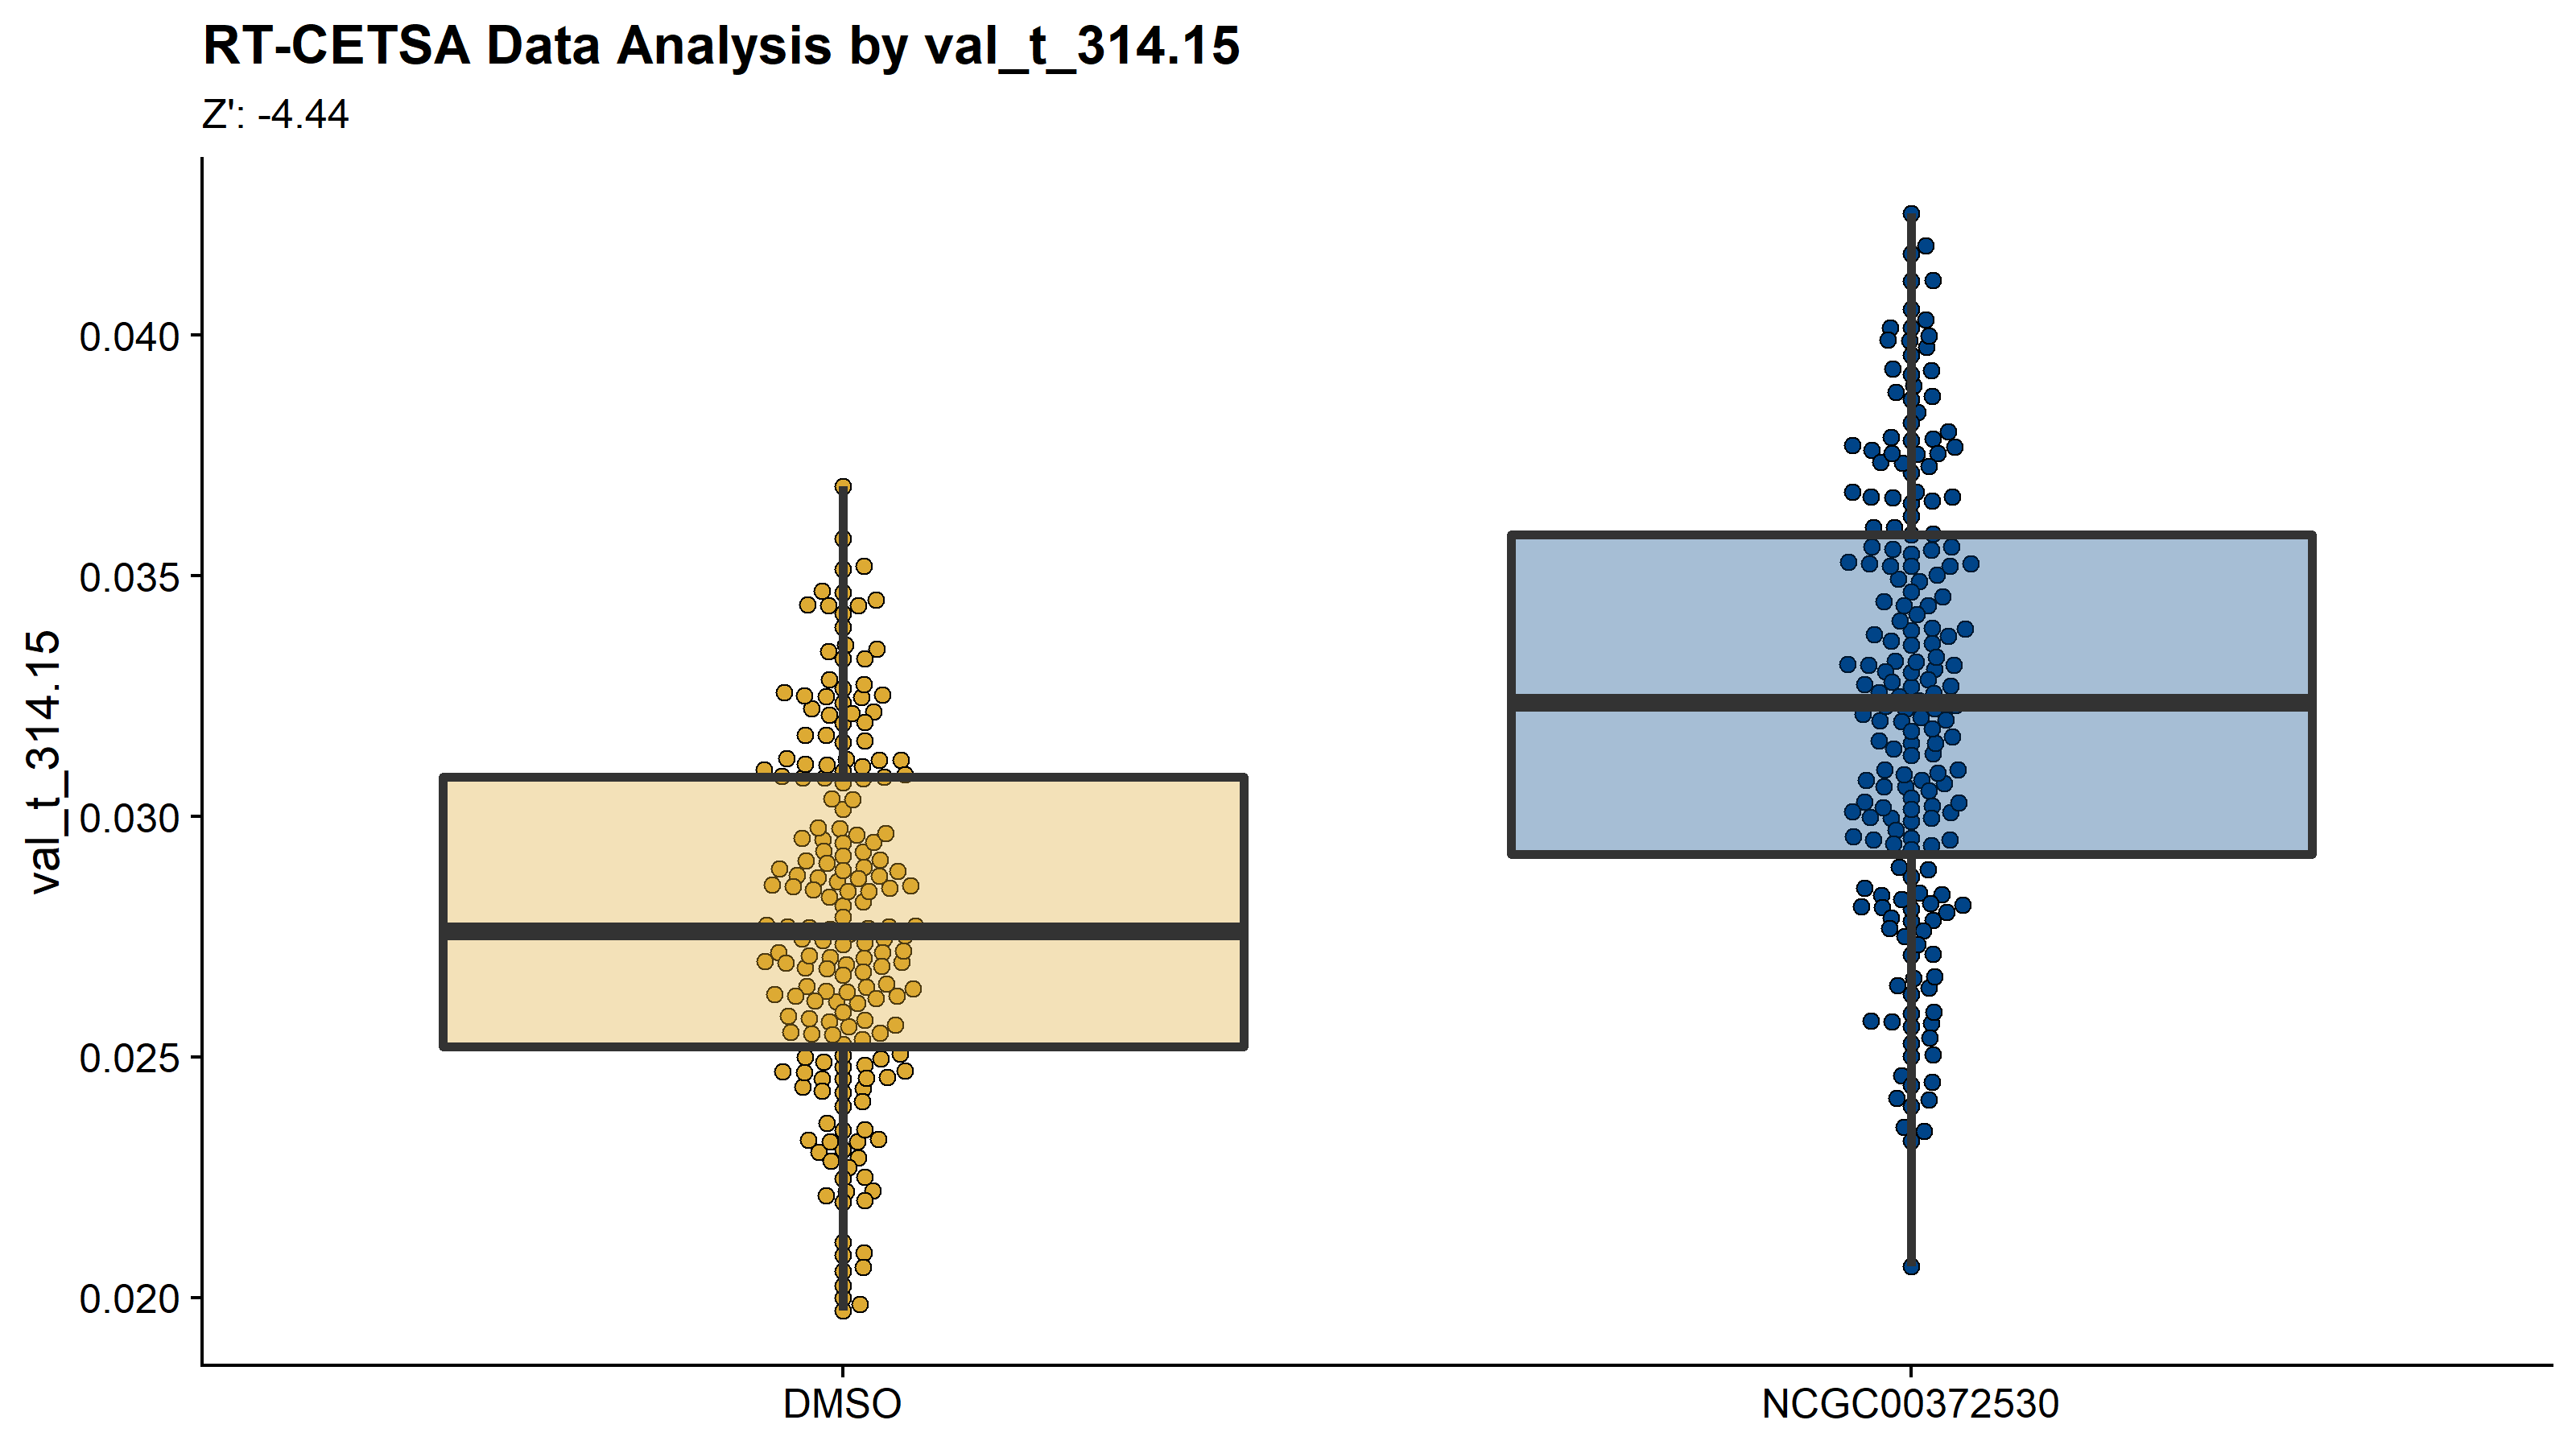 RT-CETSA Data Analysis by val_t_314.15
Z': -4.44
val_t_314.15
0.040
0.035
0.030
0.025
0.020
DMSO
NCGC00372530